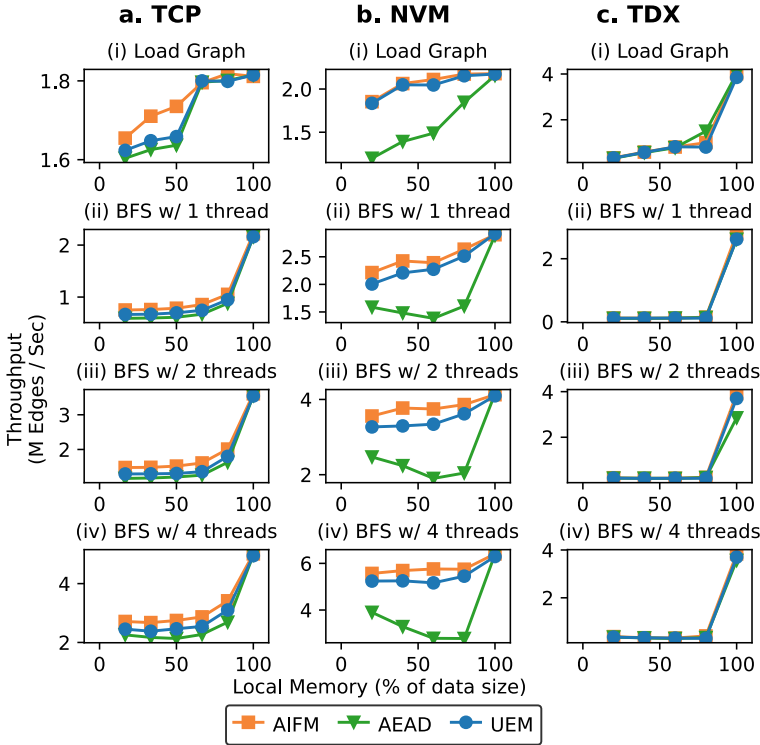 a. TCP
b. NVM
c. TDX
(i) Load Graph
(i) Load Graph
(i) Load Graph
1.8
1.6
0 50 100
2.0
1.5
0 50 100
4
2
0 50 100
(ii) BFS w/ 1 thread
(ii) BFS w/ 1 thread
(ii) BFS w/ 1 thread
2
1
0 50 100
2.5
2.0
1.5
0 50 100
2
0
0 50 100
(iii) BFS w/ 2 threads
(iii) BFS w/ 2 threads
(iii) BFS w/ 2 threads
3
2
0 50 100
4
2
0 50 100
4
2
0 50 100
(iv) BFS w/ 4 threads
(iv) BFS w/ 4 threads
(iv) BFS w/ 4 threads
4
2
0 50 100
6
4
0 50 100
4
2
0 50 100
Throughput
(M Edges / Sec)
Local Memory (% of data size)
AIFM
AEAD
UEM